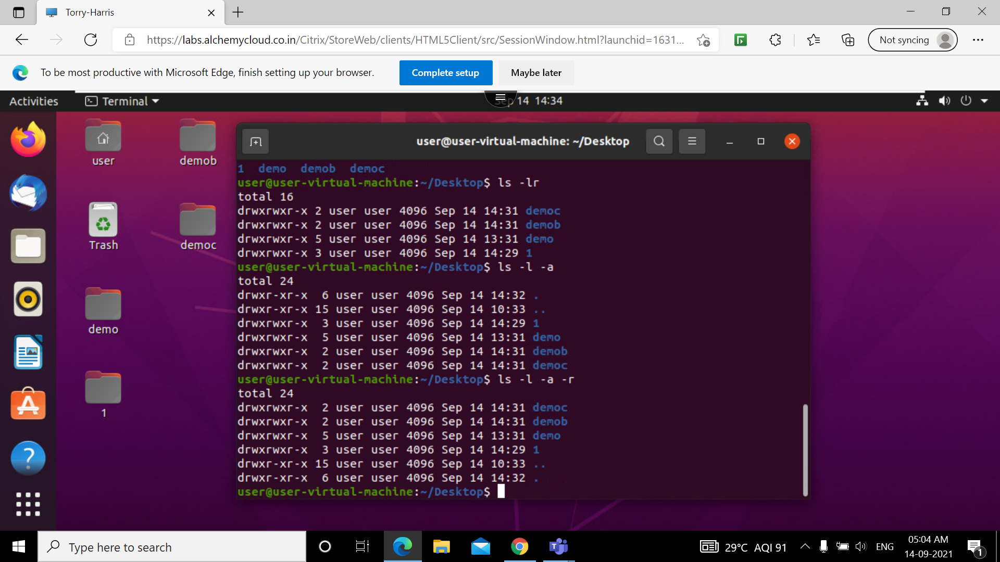 Torry-Harris
https://labs.alchemycloud.co.in/Citrix/StoreWeb/clients/HTML5Client/src/SessionWindow.html?launchid=1631...
Not syncing
To be most productive with Microsoft Edge, finish setting up your browser.
Complete setup
Maybe later
Activities
Terminal
Sep 14 14:34
user
demob
Trash
democ
demo
1
user@user-virtual-machine: ~/Desktop
1 demo demob democ
user@user-virtual-machine:~/Desktop$ ls -lr
total 16
drwxrwxr-x 2 user user 4096 Sep 14 14:31 democ
drwxrwxr-x 2 user user 4096 Sep 14 14:31 demob
drwxrwxr-x 5 user user 4096 Sep 14 13:31 demo
drwxrwxr-x 3 user user 4096 Sep 14 14:29 1
user@user-virtual-machine:~/Desktop$ ls -l -a
total 24
drwxr-xr-x 6 user user 4096 Sep 14 14:32 .
drwxr-xr-x 15 user user 4096 Sep 14 10:33 ..
drwxrwxr-x 3 user user 4096 Sep 14 14:29 1
drwxrwxr-x 5 user user 4096 Sep 14 13:31 demo
drwxrwxr-x 2 user user 4096 Sep 14 14:31 demob
drwxrwxr-x 2 user user 4096 Sep 14 14:31 democ
user@user-virtual-machine:~/Desktop$ ls -l -a -r
total 24
drwxrwxr-x 2 user user 4096 Sep 14 14:31 democ
drwxrwxr-x 2 user user 4096 Sep 14 14:31 demob
drwxrwxr-x 5 user user 4096 Sep 14 13:31 demo
drwxrwxr-x 3 user user 4096 Sep 14 14:29 1
drwxr-xr-x 15 user user 4096 Sep 14 10:33 ..
drwxr-xr-x 6 user user 4096 Sep 14 14:32 .
user@user-virtual-machine:~/Desktop$
Type here to search
29°C AQI 91
ENG
05:04 AM
14-09-2021
1